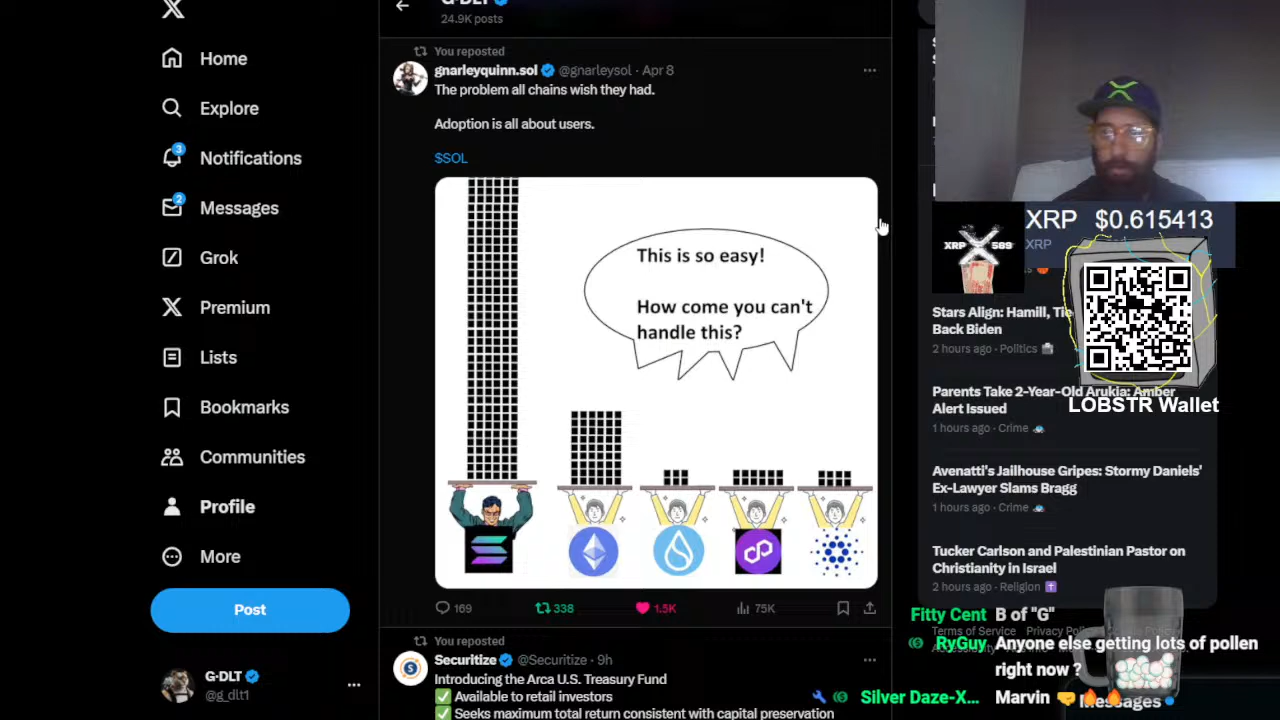 G-DLT
24.9K posts
Home
Explore
3
Notifications
2
Messages
Grok
Premium
Lists
Bookmarks
Communities
Profile
More
Post
G-DLT
@g_dlt1
You reposted
gnarleyquinn.sol @gnarleysol · Apr 8
The problem all chains wish they had.
Adoption is all about users.
$SOL
This is so easy!
How come you can't
handle this?
169
338
1.5K
75K
You reposted
Securitize @Securitize · 9h
Introducing the Arca U.S. Treasury Fund
✅ Available to retail investors
✅ Seeks maximum total return consistent with capital preservation
XRP $0.615413
XRP
XRP 589
LOBSTR Wallet
Stars Align: Hamill,
Back Biden
2 hours ago · Politics
Parents Take 2-Year-Old Arukia: Amber
Alert Issued
1 hours ago · Crime
Avenatti's Jailhouse Gripes: Stormy Daniels'
Ex-Lawyer Slams Bragg
1 hours ago · Crime
Tucker Carlson and Palestinian Pastor on
Christianity in Israel
2 hours ago · Religion
Fitty Cent B of "G"
Terms of Service
RyGuy Anyone else getting lots of pollen
right now ?
Silver Daze-X... Marvin 🤜🔥🔥
Messages